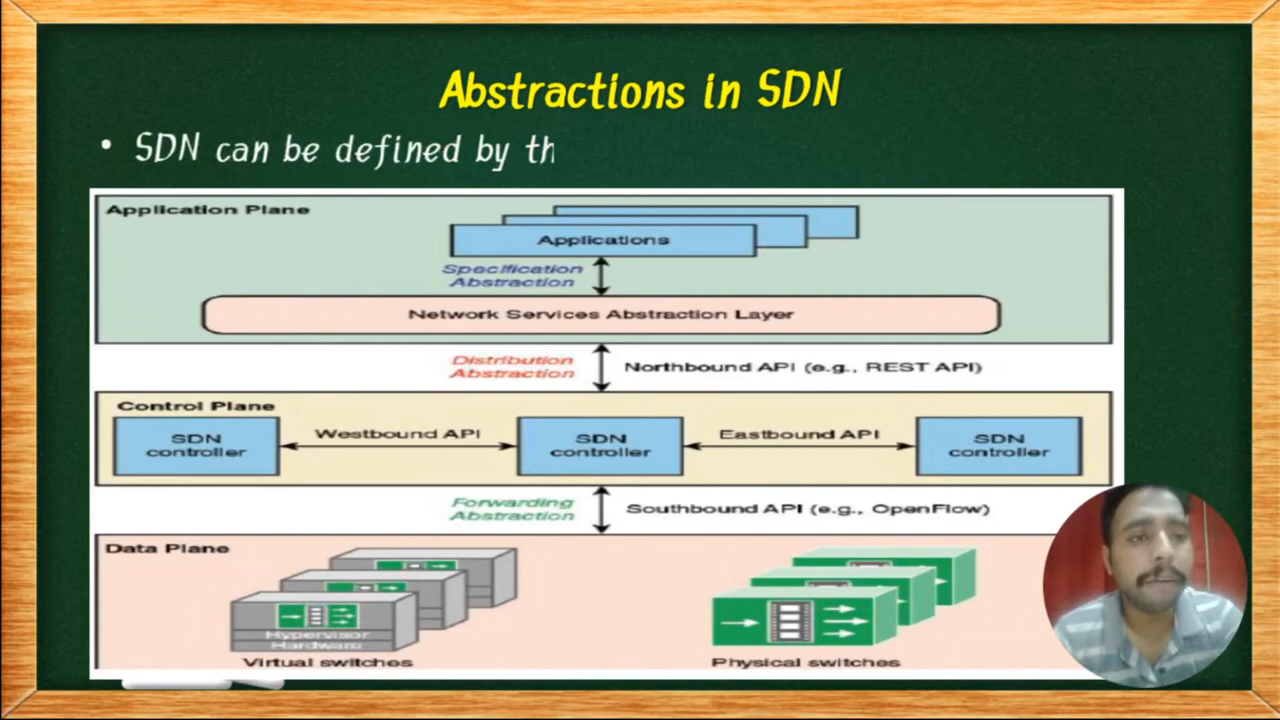 Abstractions in SDN
• SDN can be defined by th
Application Plane
Applications
Specification
Abstraction
Network Services Abstraction Layer
Distribution
Abstraction
Northbound API (e.g., REST API)
Control Plane
SDN
controller
Westbound API
SDN
controller
Eastbound API
SDN
controller
Forwarding
Abstraction
Southbound API (e.g., OpenFlow)
Data Plane
Hypervisor
Hardware
Virtual switches
Physical switches